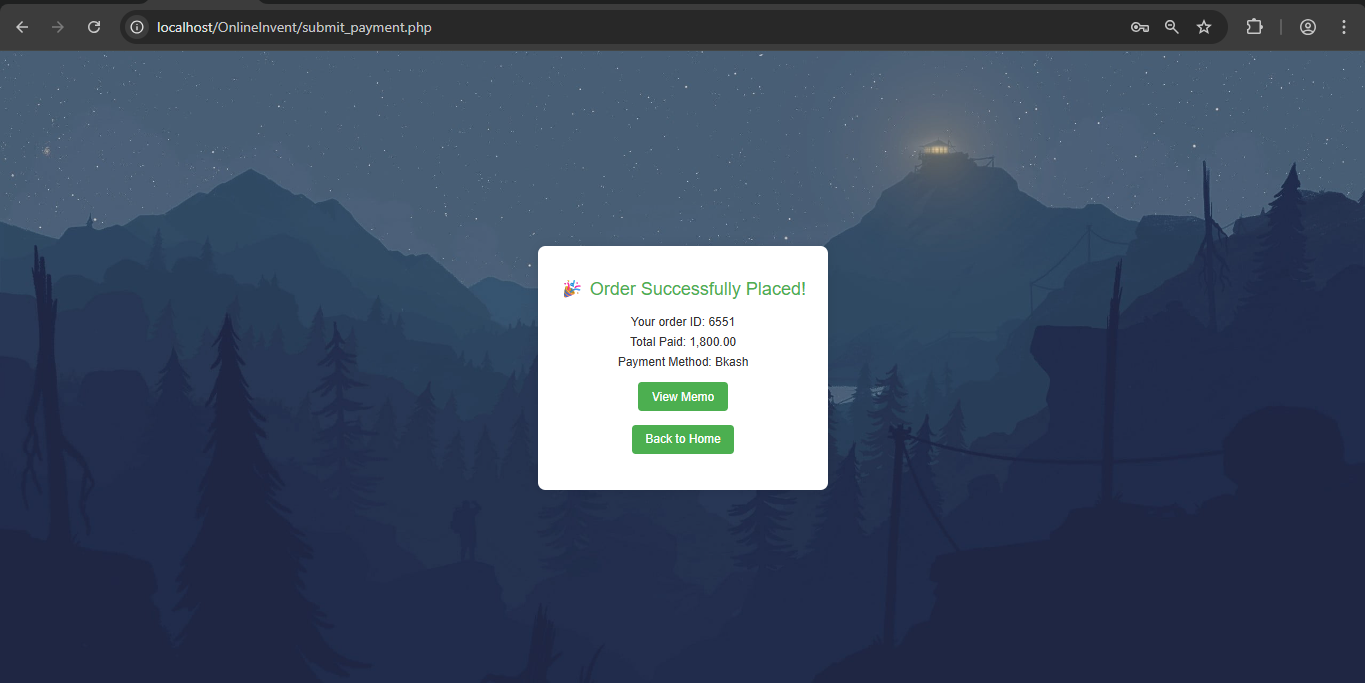 localhost/OnlineInvent/submit_payment.php
🎉 Order Successfully Placed!
Your order ID: 6551
Total Paid: 1,800.00
Payment Method: Bkash
View Memo
Back to Home